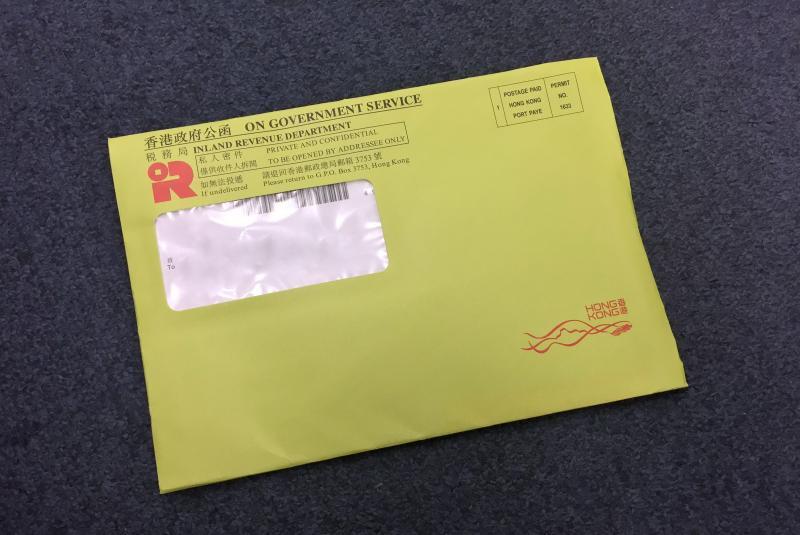 香港政府公函 ON GOVERNMENT SERVICE
稅務局 INLAND REVENUE DEPARTMENT
私人密件 PRIVATE AND CONFIDENTIAL
僅供收件人拆閱 TO BE OPENED BY ADDRESSEE ONLY
如無法投遞 請退回香港郵政總局郵箱 3753 號
If undelivered Please return to G.P.O. Box 3753, Hong Kong
1
POSTAGE PAID
HONG KONG
PORT PAYE
PERMIT
NO.
1633
To
HONG 香
KONG 港